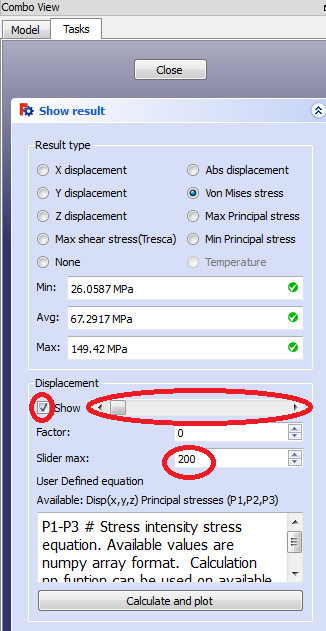 Combo View
Model Tasks
Close
Show result
Result type
X displacement Abs displacement
Y displacement Von Mises stress
Z displacement Max Principal stress
Max shear stress(Tresca) Min Principal stress
None Temperature
Min: 26.0587 MPa
Avg: 67.2917 MPa
Max: 149.42 MPa
Displacement
Show
Factor: 0
Slider max: 200
User Defined equation
Available: Disp(x,y,z) Principal stresses (P1,P2,P3)
P1-P3 # Stress intensity stress
equation. Available values are
numpy array format. Calculation
np.funtion can be used on available
Calculate and plot